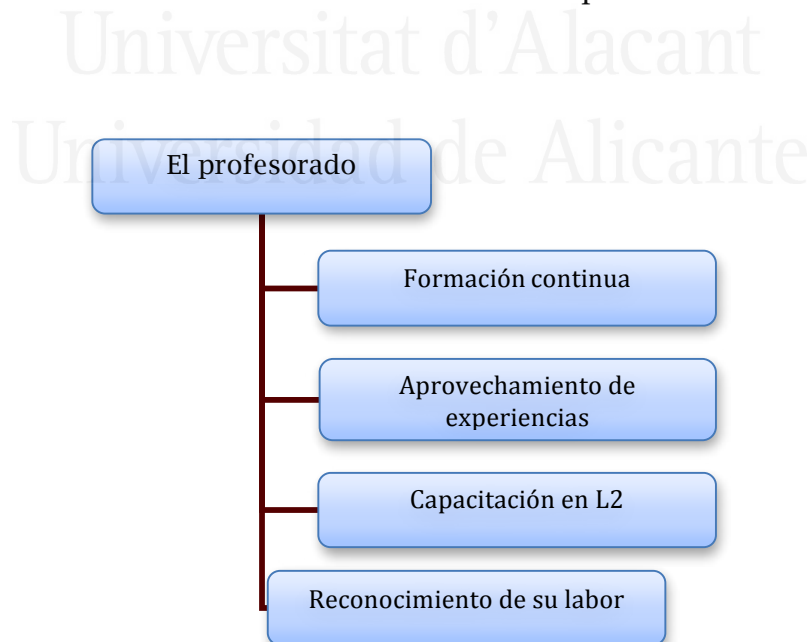 Universitat d'Alacant
Universidad de Alicante
El profesorado
Formación continua
Aprovechamiento de
experiencias
Capacitación en L2
Reconocimiento de su labor